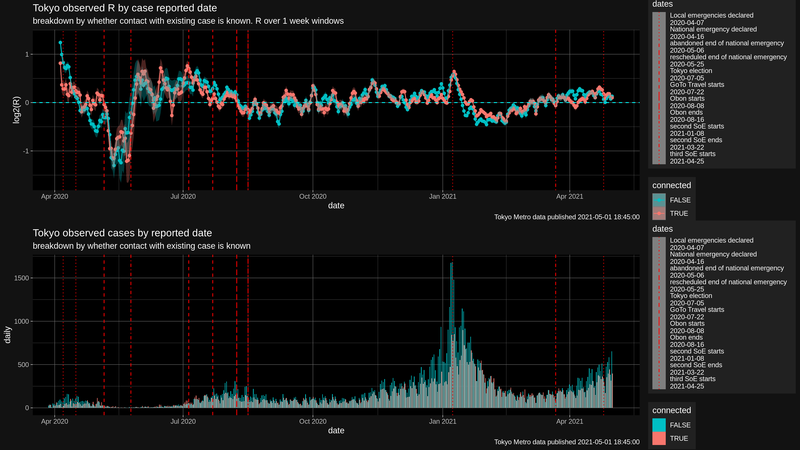 Tokyo observed R by case reported date
breakdown by whether contact with existing case is known. R over 1 week windows
log2(R)
1
0
-1
Apr 2020
Jul 2020
Oct 2020
Jan 2021
Apr 2021
date
Tokyo Metro data published 2021-05-01 18:45:00
dates
Local emergencies declared
2020-04-07
National emergency declared
2020-04-16
abandoned end of national emergency
2020-05-06
rescheduled end of national emergency
2020-05-25
Tokyo election
2020-07-05
GoTo Travel starts
2020-07-22
Obon starts
2020-08-08
Obon ends
2020-08-16
second SoE starts
2021-01-08
second SoE ends
2021-03-22
third SoE starts
2021-04-25
connected
FALSE
TRUE
Tokyo observed cases by reported date
breakdown by whether contact with existing case is known
daily
1500
1000
500
0
Apr 2020
Jul 2020
Oct 2020
Jan 2021
Apr 2021
date
Tokyo Metro data published 2021-05-01 18:45:00
dates
Local emergencies declared
2020-04-07
National emergency declared
2020-04-16
abandoned end of national emergency
2020-05-06
rescheduled end of national emergency
2020-05-25
Tokyo election
2020-07-05
GoTo Travel starts
2020-07-22
Obon starts
2020-08-08
Obon ends
2020-08-16
second SoE starts
2021-01-08
second SoE ends
2021-03-22
third SoE starts
2021-04-25
connected
FALSE
TRUE